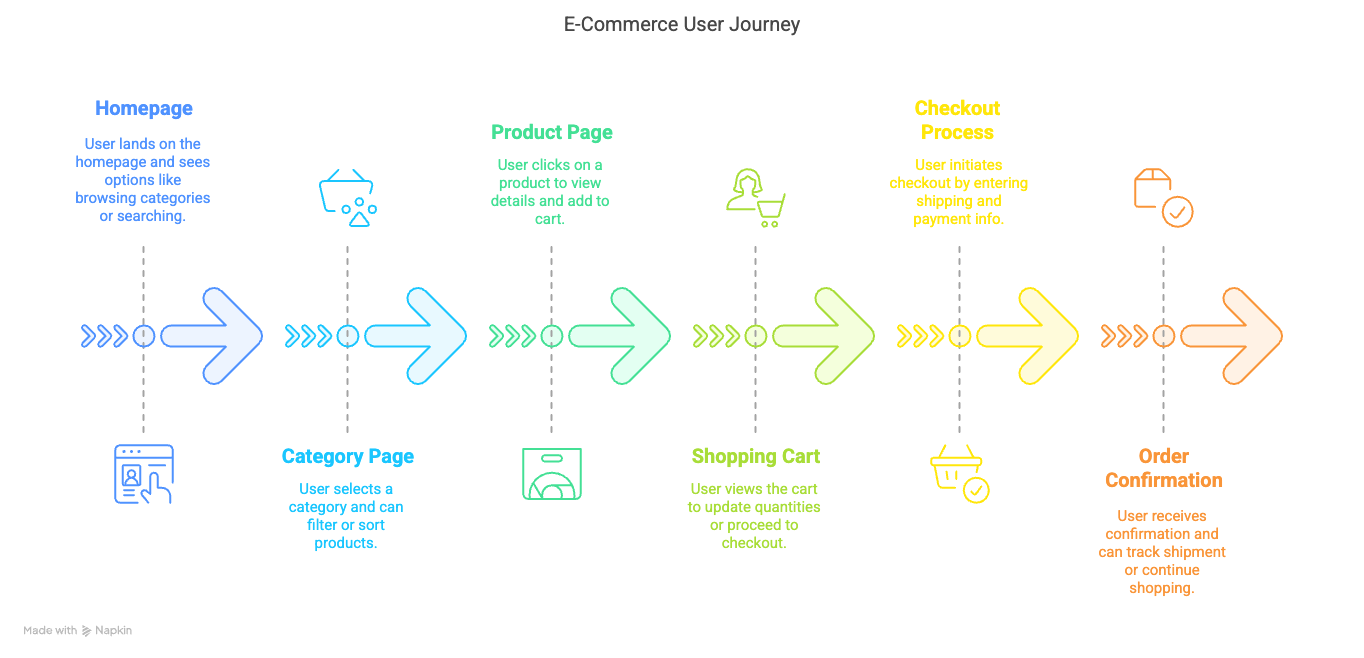 E-Commerce User Journey
Homepage
User lands on the
homepage and sees
options like
browsing categories
or searching.
Category Page
User selects a
category and can
filter or sort
products.
Product Page
User clicks on a
product to view
details and add to
cart.
Shopping Cart
User views the cart
to update quantities
or proceed to
checkout.
Checkout
Process
User initiates
checkout by entering
shipping and
payment info.
Order
Confirmation
User receives
confirmation and
can track shipment
or continue
shopping.
Made with Napkin